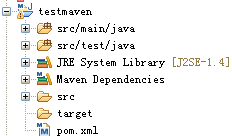 testmaven
src/main/java
src/test/java
JRE System Library [J2SE-1.4]
Maven Dependencies
src
target
pom.xml